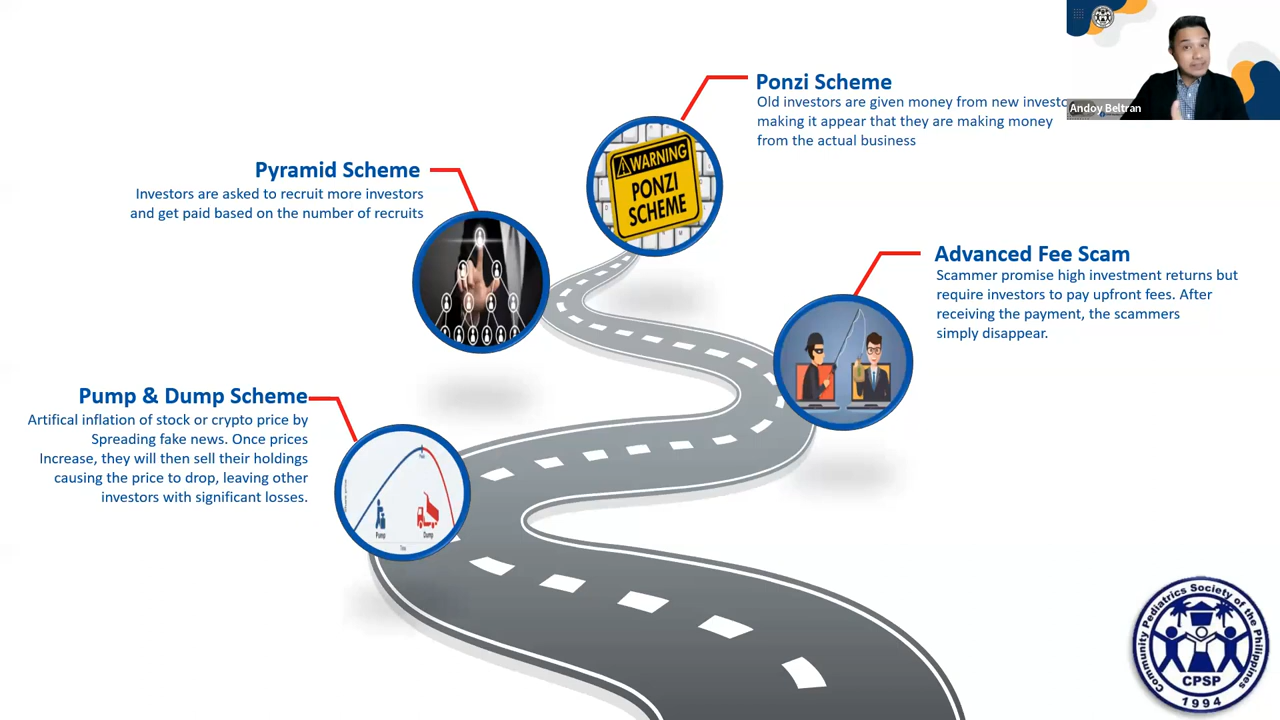 Ponzi Scheme
Old investors are given money from new
making it appear that they are making money
from the actual business
Andoy Beltran
WARNING
PONZI
SCHEME
Pyramid Scheme
Investors are asked to recruit more investors
and get paid based on the number of recruits
Advanced Fee Scam
Scammer promise high investment returns but
require investors to pay upfront fees. After
receiving the payment, the scammers
simply disappear.
Pump & Dump Scheme
Artifical inflation of stock or crypto price by
Spreading fake news. Once prices
Increase, they will then sell their holdings
causing the price to drop, leaving other
investors with significant losses.
Pump
Dump
Community Pediatrics Society of the Philippines
CPSP
1994